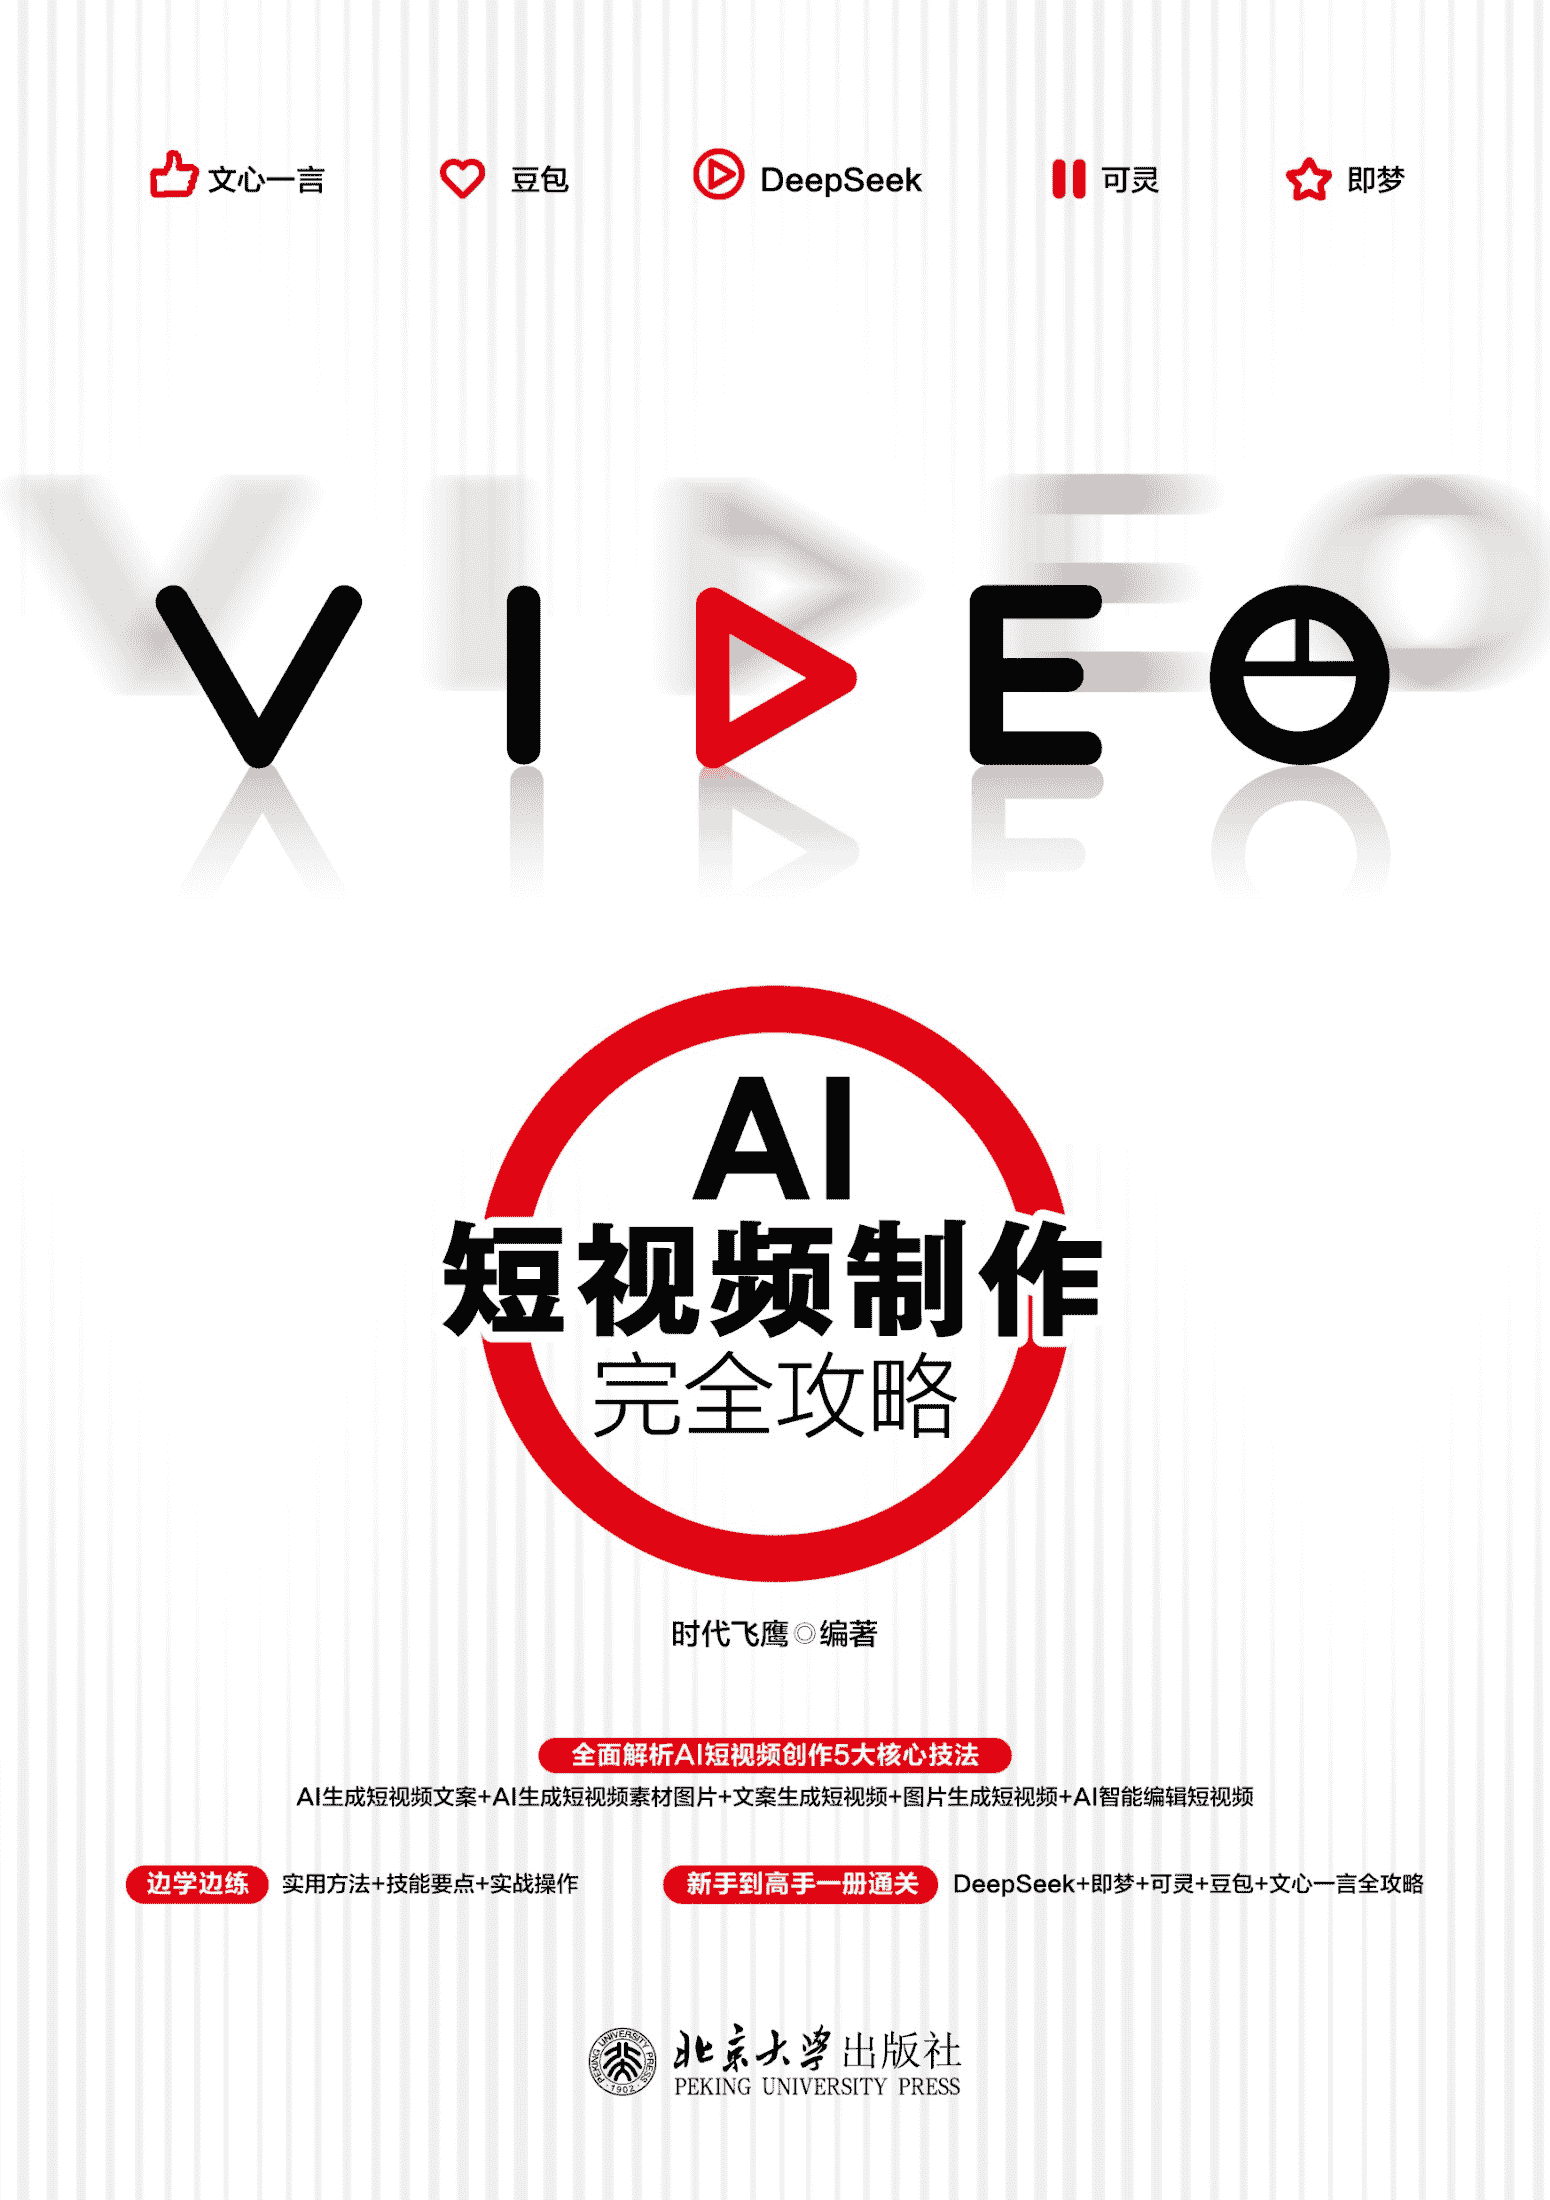 文心一言 豆包 DeepSeek 可灵 即梦
VIDEO
AI
短视频制作
完全攻略
时代飞鹰◎编著
全面解析AI短视频创作5大核心技法
AI生成短视频文案+AI生成短视频素材图片+文案生成短视频+图片生成短视频+AI智能编辑短视频
边学边练 实用方法+技能要点+实战操作
新手到高手一册通关 DeepSeek+即梦+可灵+豆包+文心一言全攻略
PEKING UNIVERSITY PRESS
·1902·
北京大学出版社
PEKING UNIVERSITY PRESS